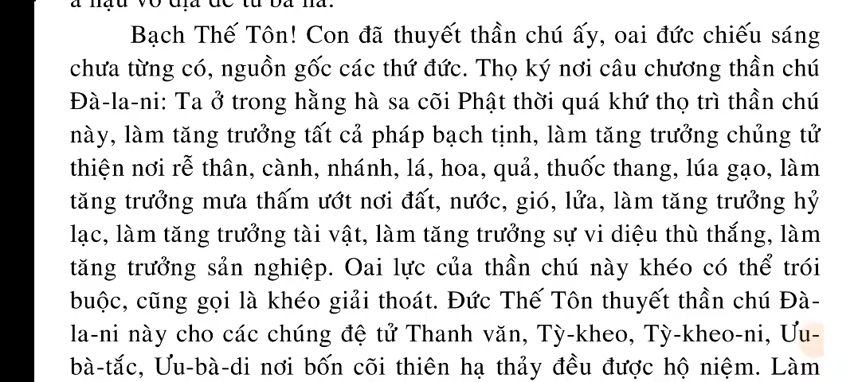 Bạch Thế Tôn! Con đã thuyết thần chú ấy, oai đức chiếu sáng
chưa từng có, nguồn gốc các thứ đức. Thọ ký nơi câu chương thần chú
Đà-la-ni: Ta ở trong hằng hà sa cõi Phật thời quá khứ thọ trì thần chú
này, làm tăng trưởng tất cả pháp bạch tịnh, làm tăng trưởng chủng tử
thiện nơi rễ thân, cành, nhánh, lá, hoa, quả, thuốc thang, lúa gạo, làm
tăng trưởng mưa thấm ướt nơi đất, nước, gió, lửa, làm tăng trưởng hỷ
lạc, làm tăng trưởng tài vật, làm tăng trưởng sự vi diệu thù thắng, làm
tăng trưởng sản nghiệp. Oai lực của thần chú này khéo có thể trói
buộc, cũng gọi là khéo giải thoát. Đức Thế Tôn thuyết thần chú Đà-
la-ni này cho các chúng đệ tử Thanh văn, Tỳ-kheo, Tỳ-kheo-ni, Ưu-
bà-tắc, Ưu-bà-di nơi bốn cõi thiên hạ thảy đều được hộ niệm. Làm